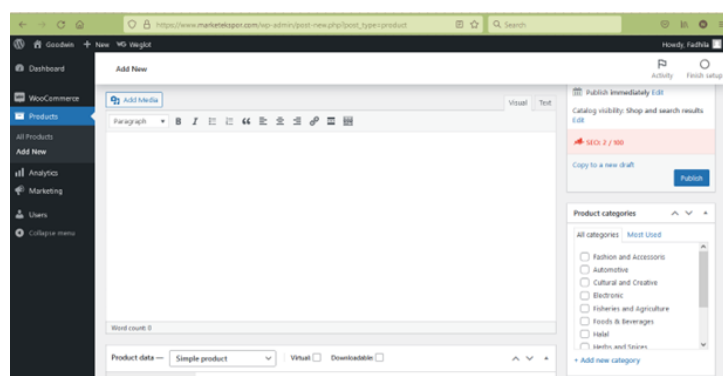 https://www.marketekspor.com/wp-admin/post-new.php?post_type=product
Search
Goodwin
New
Weglot
Howdy, Fadhila
Dashboard
WooCommerce
Products
All Products
Add New
Analytics
Marketing
Users
Collapse menu
Add New
Activity
Finish setup
Add Media
Visual
Text
Paragraph
Word count: 0
Product data —
Simple product
Virtual:
Downloadable:
Publish immediately Edit
Catalog visibility: Shop and search results
Edit
SEO: 2 / 100
Copy to a new draft
Publish
Product categories
All categories
Most Used
Fashion and Accessoris
Automotive
Cultural and Creative
Electronic
Fisheries and Agriculture
Foods & Beverages
Halal
Herbs and Spices
+ Add new category